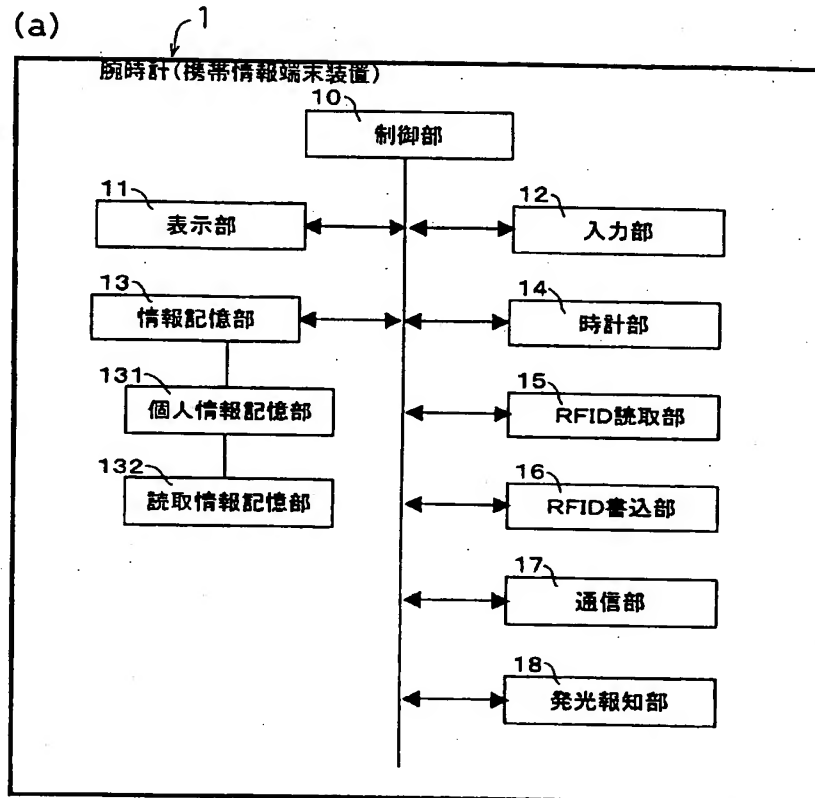 (a)
1
腕時計(携帯情報端末装置)
10
制御部
11
表示部
12
入力部
13
情報記憶部
14
時計部
131
個人情報記憶部
15
RFID読取部
132
読取情報記憶部
16
RFID書込部
17
通信部
18
発光報知部